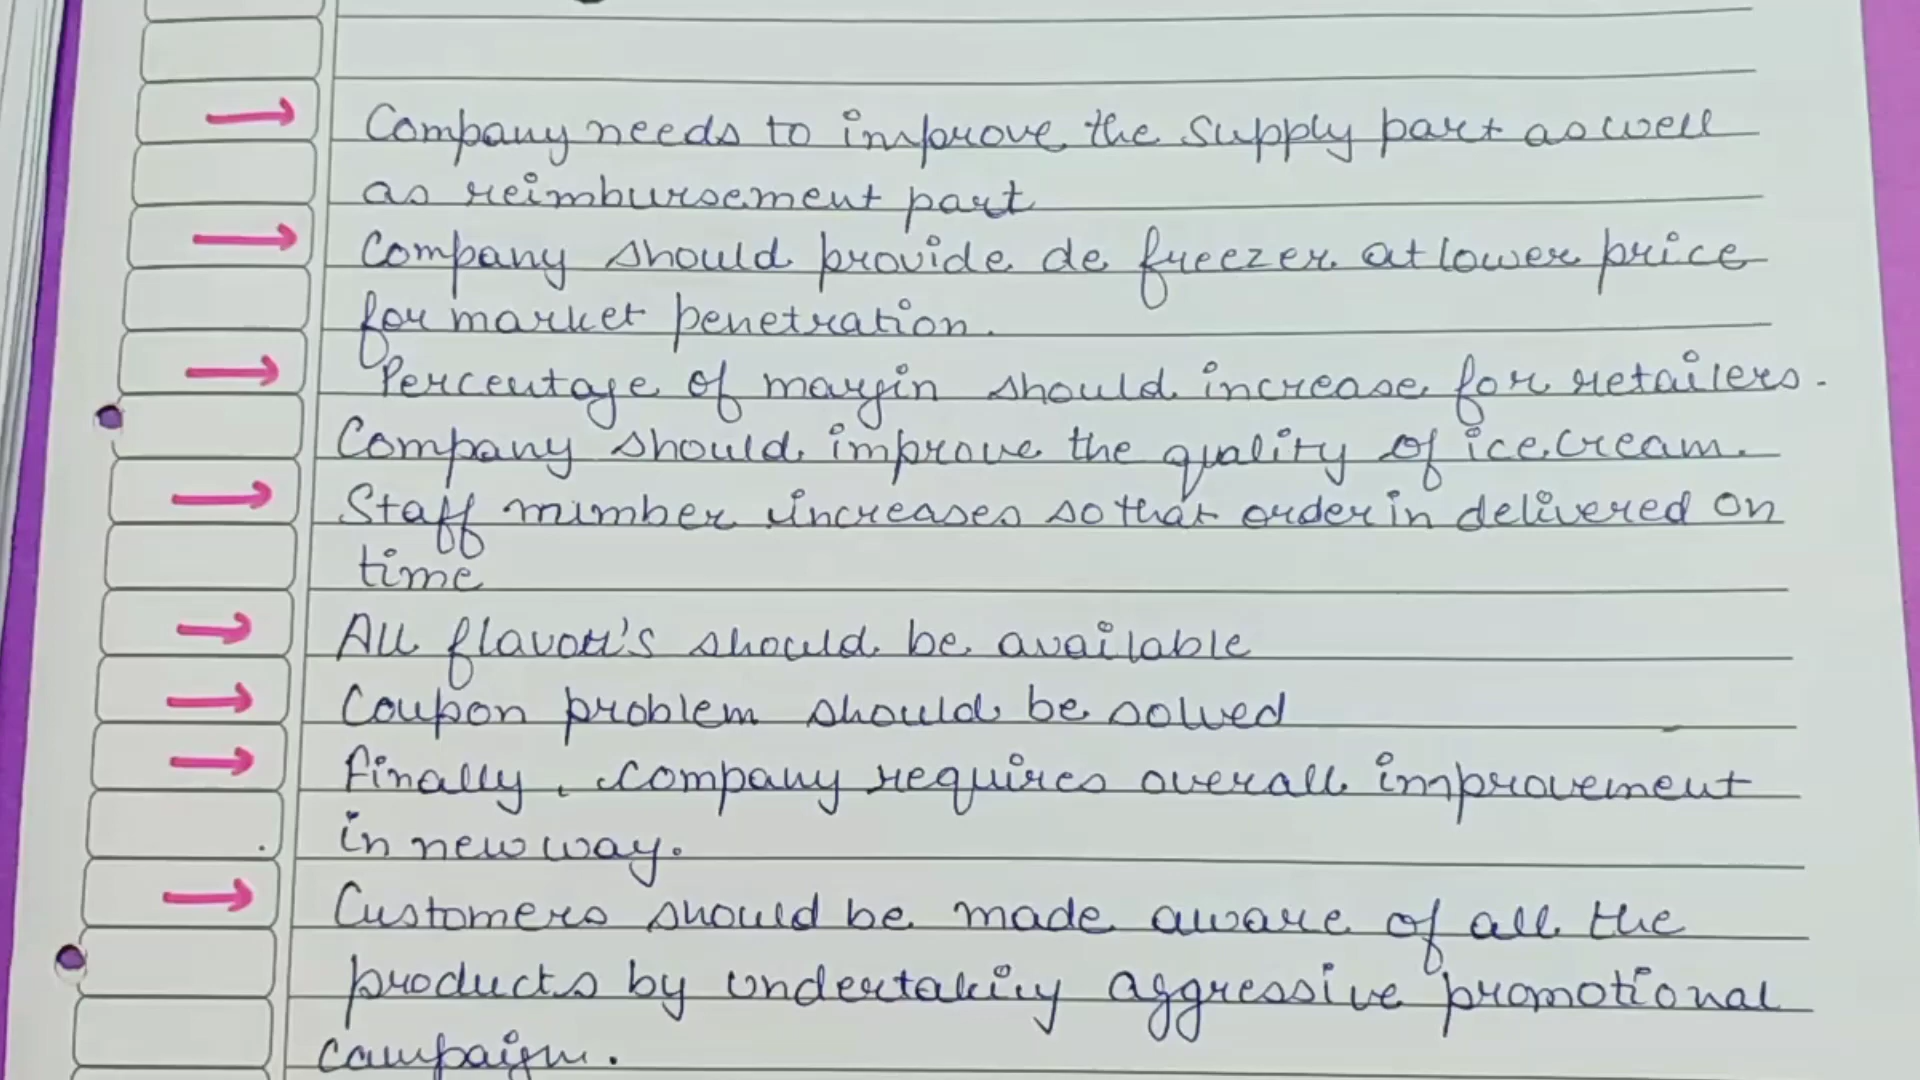 → Company needs to improve the supply part as well
as reimbursement part
→ Company should provide de freezer at lower price
for market penetration.
→ Percentage of margin should increase for retailers.
Company should improve the quality of ice cream.
→ Staff number increases so that order in delivered on
time
→ All flavour's should be available
→ Coupon problem should be solved
→ Finally, company requires overall improvement
in new way.
→ Customers should be made aware of all the
products by undertaking aggressive promotional
campaign.